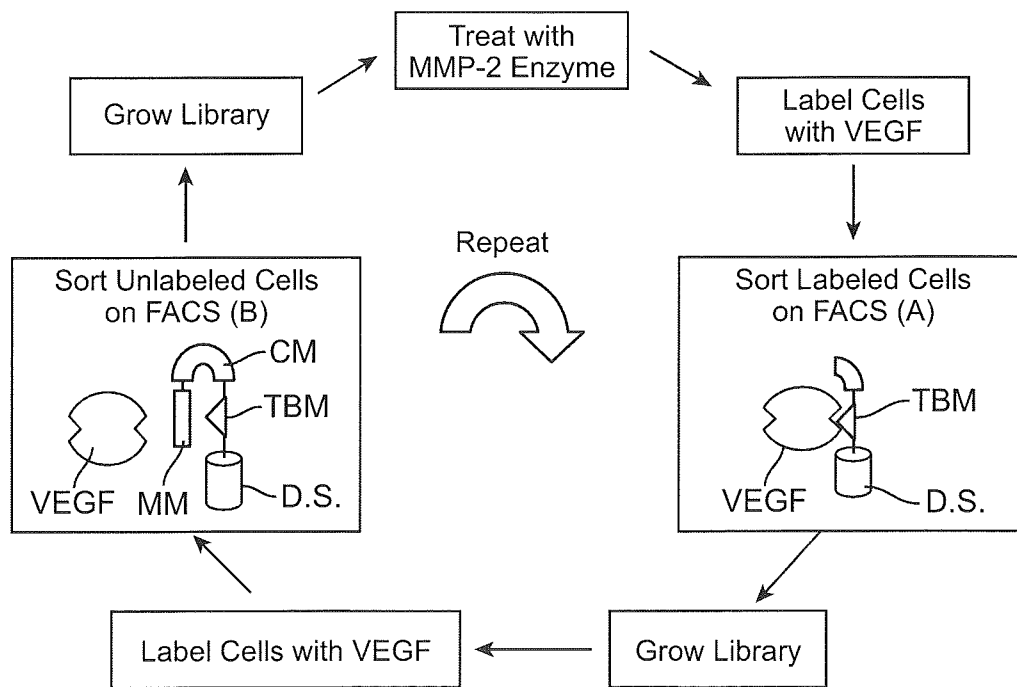 Treat with
MMP-2 Enzyme
Grow Library
Label Cells
with VEGF
Repeat
Sort Unlabeled Cells
on FACS (B)
CM
TBM
VEGF
MM
D.S.
Sort Labeled Cells
on FACS (A)
TBM
VEGF
D.S.
Label Cells with VEGF
Grow Library